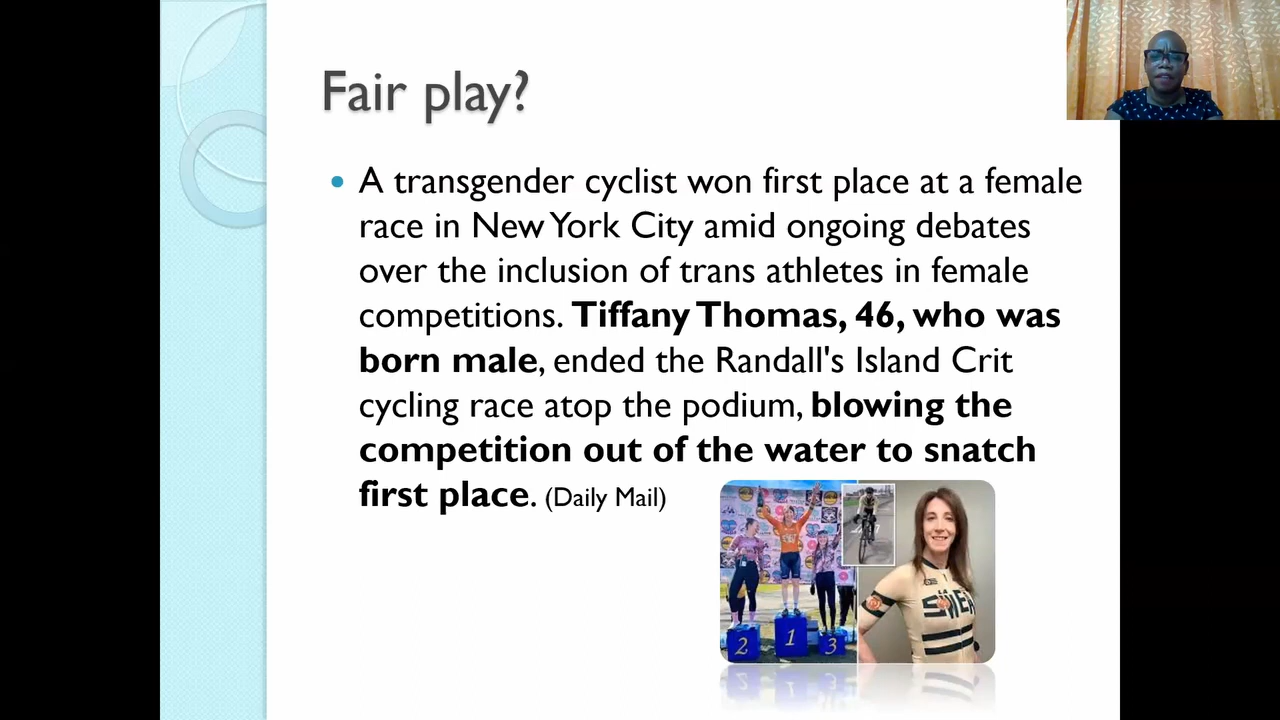 Fair play?
• A transgender cyclist won first place at a female
race in New York City amid ongoing debates
over the inclusion of trans athletes in female
competitions. Tiffany Thomas, 46, who was
born male, ended the Randall's Island Crit
cycling race atop the podium, blowing the
competition out of the water to snatch
first place. (Daily Mail)
2 1 3